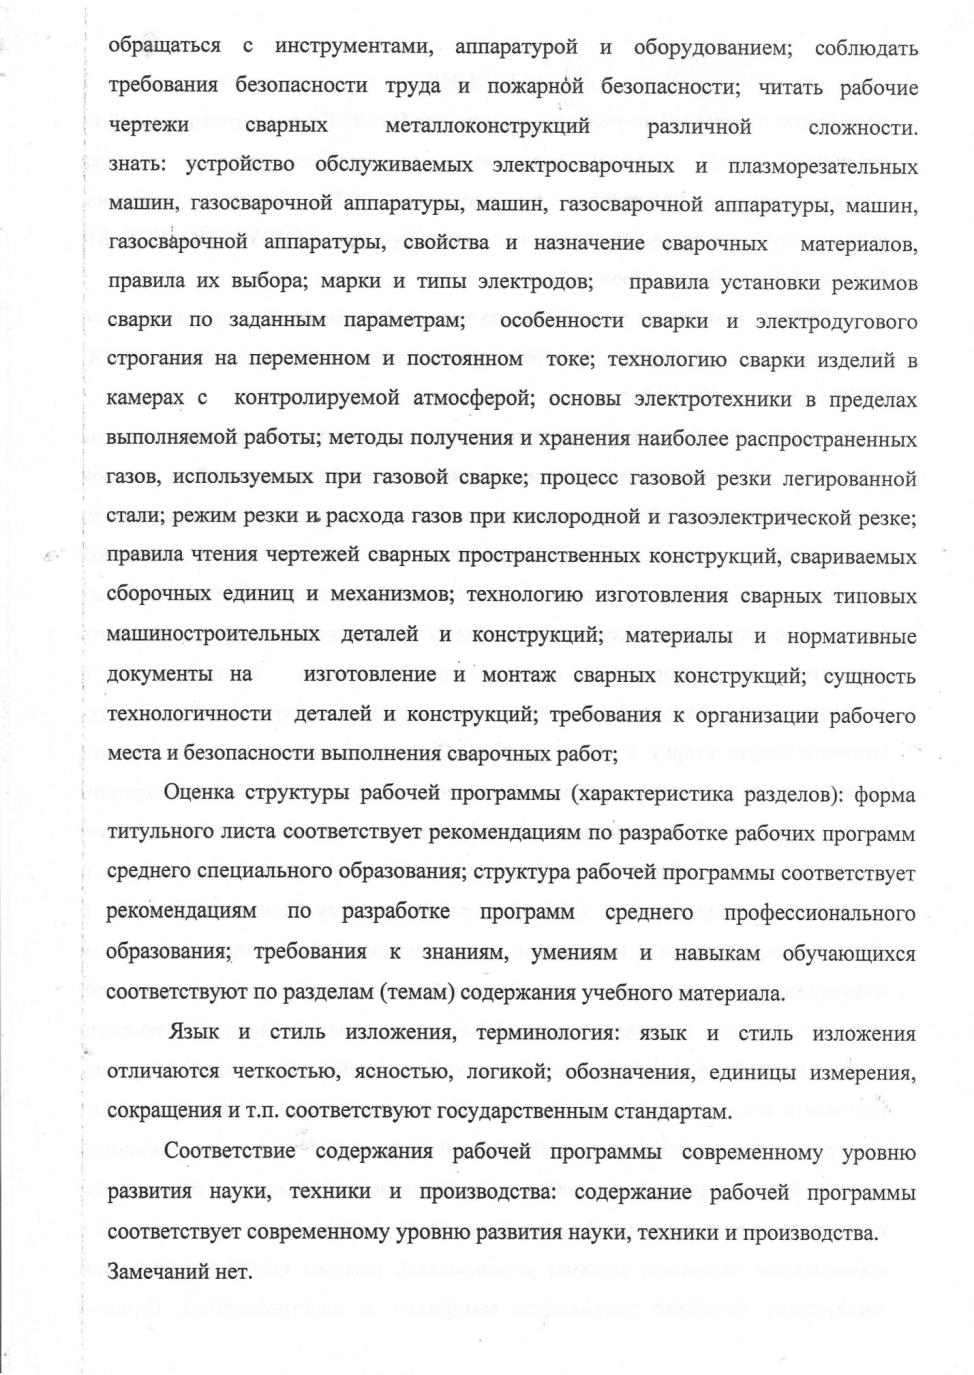 обращаться с инструментами, аппаратурой и оборудованием; соблюдать
требования безопасности труда и пожарной безопасности; читать рабочие
чертежи сварных металлоконструкций различной сложности.
знать: устройство обслуживаемых электросварочных и плазморезательных
машин, газосварочной аппаратуры, машин, газосварочной аппаратуры, машин,
газосварочной аппаратуры, свойства и назначение сварочных материалов,
правила их выбора; марки и типы электродов; правила установки режимов
сварки по заданным параметрам; особенности сварки и электродугового
строгания на переменном и постоянном токе; технологию сварки изделий в
камерах с контролируемой атмосферой; основы электротехники в пределах
выполняемой работы; методы получения и хранения наиболее распространенных
газов, используемых при газовой сварке; процесс газовой резки легированной
стали; режим резки и расхода газов при кислородной и газоэлектрической резке;
правила чтения чертежей сварных пространственных конструкций, свариваемых
сборочных единиц и механизмов; технологию изготовления сварных типовых
машиностроительных деталей и конструкций; материалы и нормативные
документы на изготовление и монтаж сварных конструкций; сущность
технологичности деталей и конструкций; требования к организации рабочего
места и безопасности выполнения сварочных работ;
Оценка структуры рабочей программы (характеристика разделов): форма
титульного листа соответствует рекомендациям по разработке рабочих программ
среднего специального образования; структура рабочей программы соответствует
рекомендациям по разработке программ среднего профессионального
образования; требования к знаниям, умениям и навыкам обучающихся
соответствуют по разделам (темам) содержания учебного материала.
Язык и стиль изложения, терминология: язык и стиль изложения
отличаются четкостью, ясностью, логикой; обозначения, единицы измерения,
сокращения и т.п. соответствуют государственным стандартам.
Соответствие содержания рабочей программы современному уровню
развития науки, техники и производства: содержание рабочей программы
соответствует современному уровню развития науки, техники и производства.
Замечаний нет.